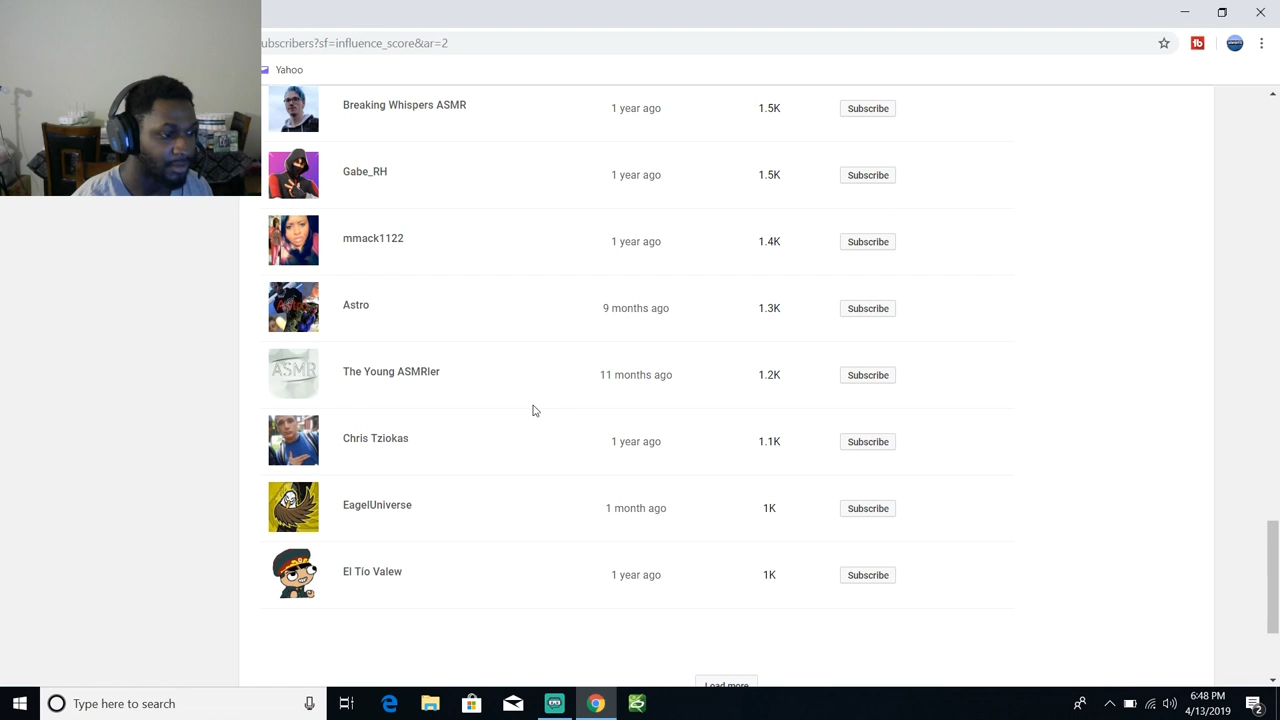 ubscribers?sf=influence_score&ar=2
Yahoo
Breaking Whispers ASMR 1 year ago 1.5K Subscribe
Gabe_RH 1 year ago 1.5K Subscribe
mmack1122 1 year ago 1.4K Subscribe
Astro 9 months ago 1.3K Subscribe
ASMR
The Young ASMRler 11 months ago 1.2K Subscribe
Chris Tziokas 1 year ago 1.1K Subscribe
EagelUniverse 1 month ago 1K Subscribe
El Tío Valew 1 year ago 1K Subscribe
Load more
Type here to search
6:48 PM
4/13/2019
2